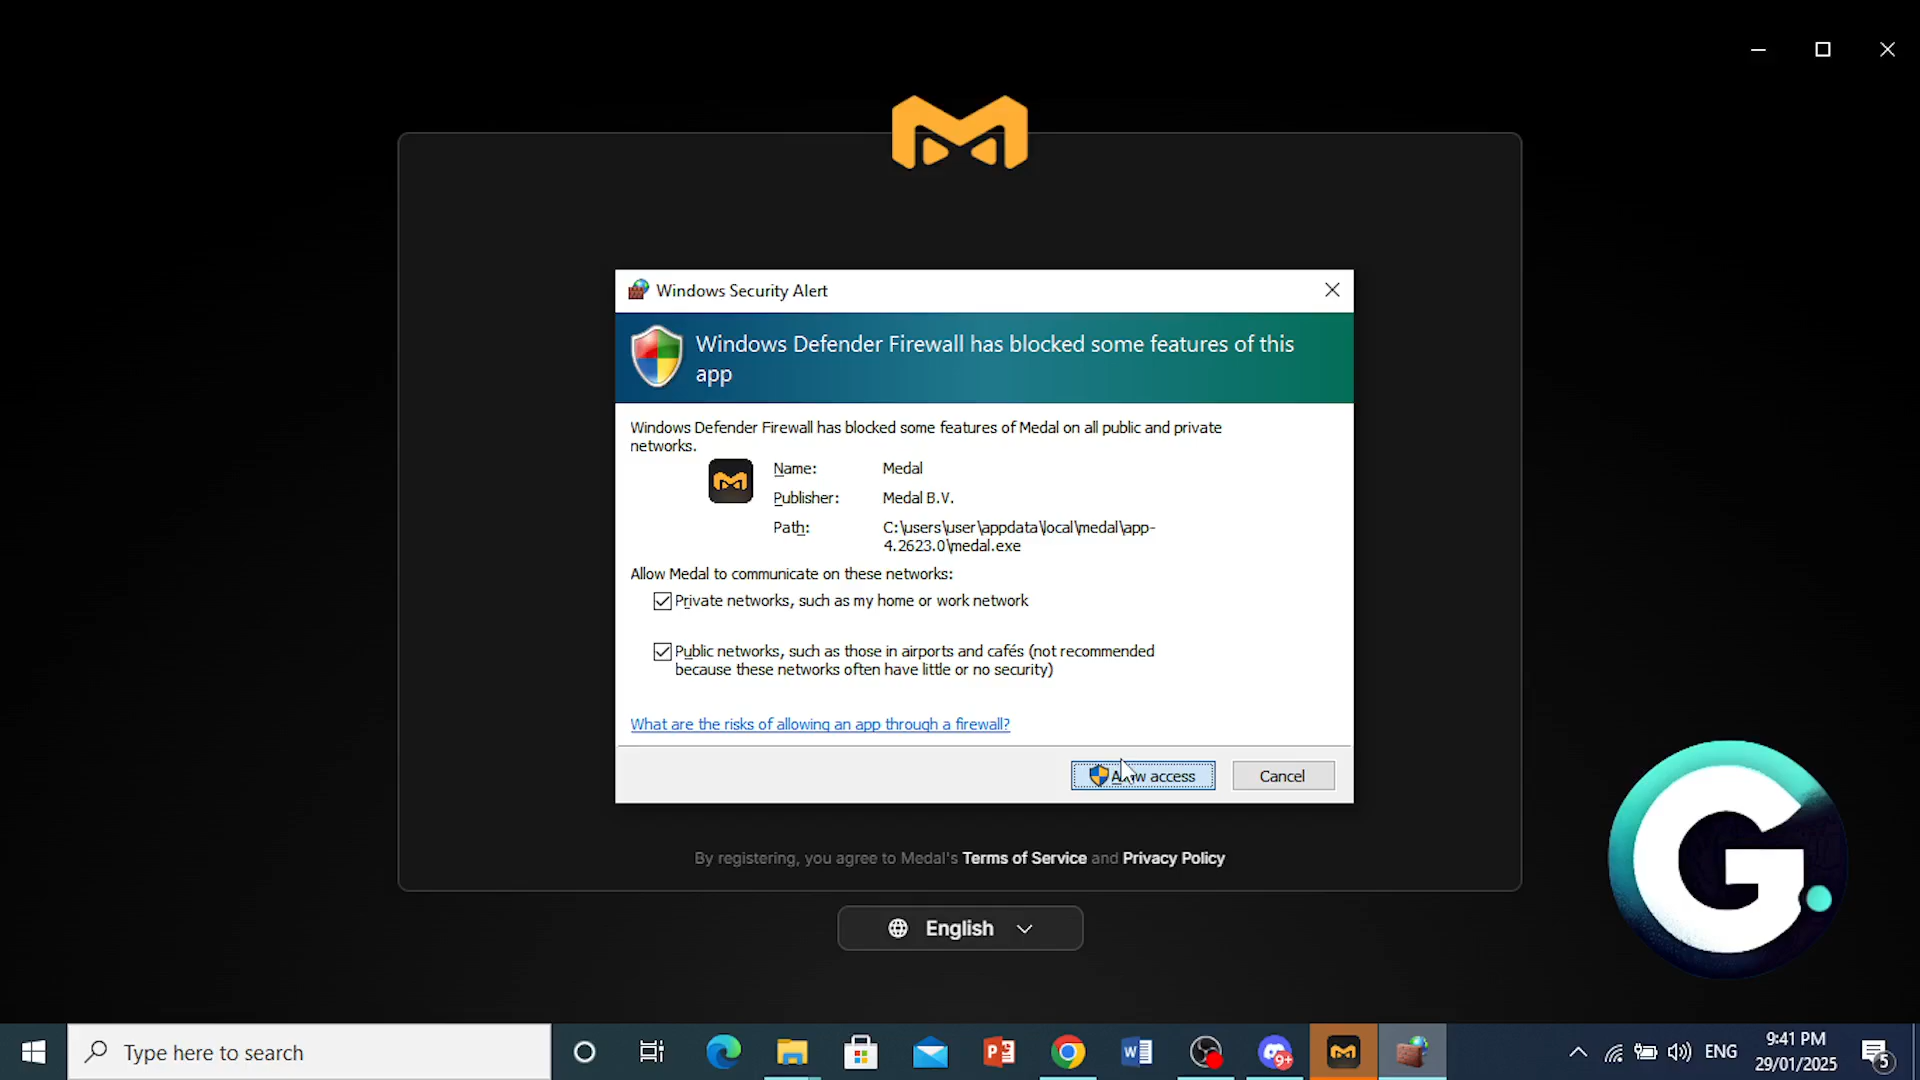 Windows Security Alert
Windows Defender Firewall has blocked some features of this
app
Windows Defender Firewall has blocked some features of Medal on all public and private
networks.
Name: Medal
Publisher: Medal B.V.
Path: C:\users\user\appdata\local\medal\app-
4.2623.0\medal.exe
Allow Medal to communicate on these networks:
Private networks, such as my home or work network
Public networks, such as those in airports and cafés (not recommended
because these networks often have little or no security)
What are the risks of allowing an app through a firewall?
Allow access Cancel
By registering, you agree to Medal's Terms of Service and Privacy Policy
English
G.
Type here to search
9+
ENG
9:41 PM
29/01/2025
5